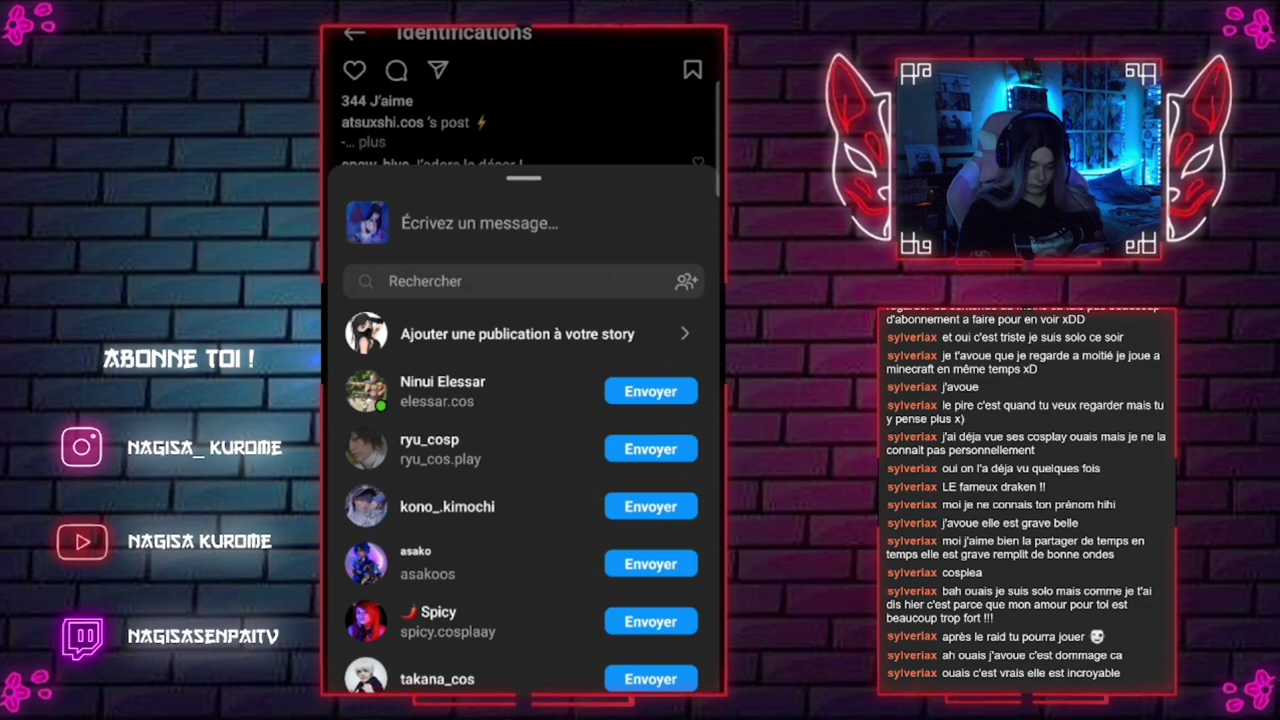 ABONNE TOI !
NAGISA_ KUROME
NAGISA KUROME
NAGISASENPAITV
Identifications
344 J'aime
atsuxshi.cos 's post ⚡
-... plus
snow_hive J'adore le décor !
Écrivez un message...
Rechercher
Ajouter une publication à votre story
Ninui Elessar
elessar.cos
Envoyer
ryu_cosp
ryu_cos.play
Envoyer
kono_.kimochi
Envoyer
asako
asakoos
Envoyer
🌶️ Spicy
spicy.cosplaay
Envoyer
takana_cos
Envoyer
d'abonnement a faire pour en voir xDD
sylveriax et oui c'est triste je suis solo ce soir
sylveriax je t'avoue que je regarde a moitié je joue a
minecraft en même temps xD
sylveriax j'avoue
sylveriax le pire c'est quand tu veux regarder mais tu
y pense plus x)
sylveriax j'ai déja vue ses cosplay ouais mais je ne la
connait pas personnellement
sylveriax oui on l'a déja vu quelques fois
sylveriax LE fameux draken !!
sylveriax moi je ne connais ton prénom hihi
sylveriax j'avoue elle est grave belle
sylveriax moi j'aime bien la partager de temps en
temps elle est grave remplit de bonne ondes
sylveriax cosplea
sylveriax bah ouais je suis solo mais comme je t'ai
dis hier c'est parce que mon amour pour toi est
beaucoup trop fort !!!
sylveriax après le raid tu pourra jouer
sylveriax ah ouais j'avoue c'est dommage ca
sylveriax ouais c'est vrais elle est incroyable